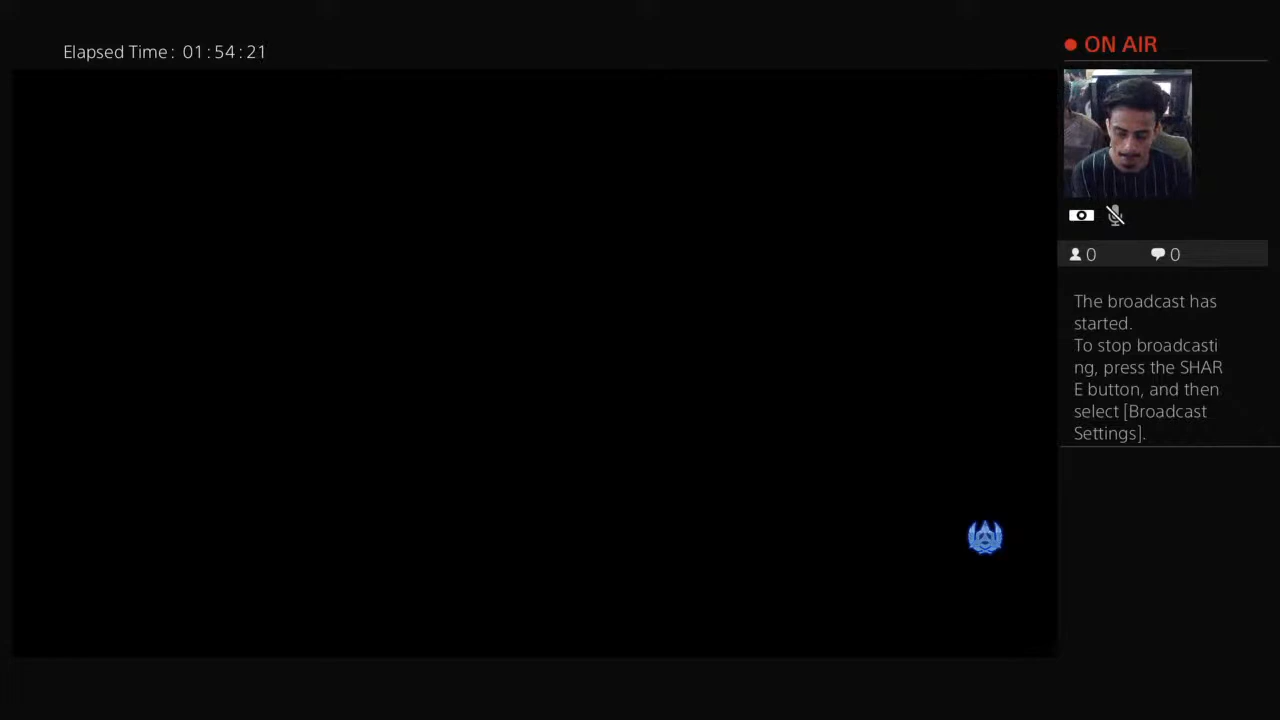 Elapsed Time: 01:54:21
ON AIR
0
0
The broadcast has
started.
To stop broadcasti
ng, press the SHAR
E button, and then
select [Broadcast
Settings].